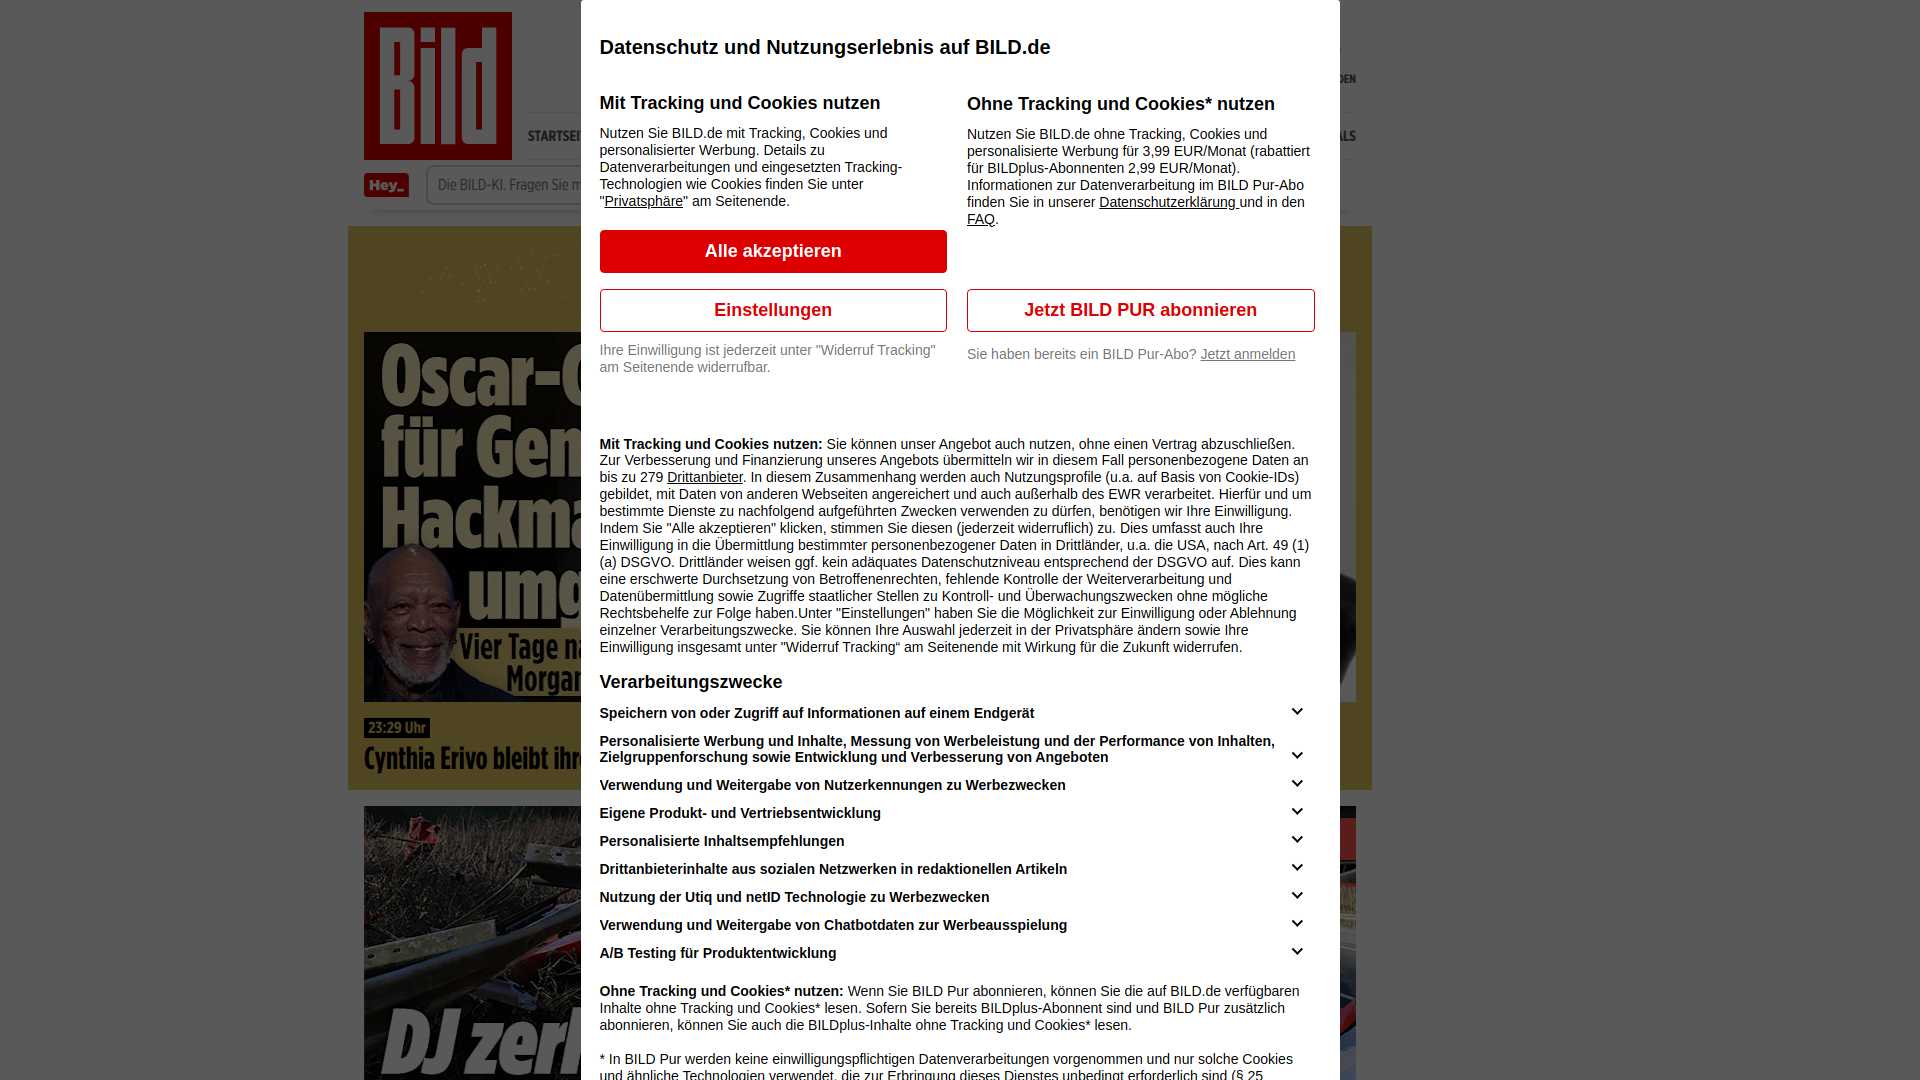 Bild
STARTSEI
DEN
ALS
Hey_
Die BILD-KI. Fragen Sie m
Datenschutz und Nutzungserlebnis auf BILD.de
Mit Tracking und Cookies nutzen
Nutzen Sie BILD.de mit Tracking, Cookies und
personalisierter Werbung. Details zu
Datenverarbeitungen und eingesetzten Tracking-
Technologien wie Cookies finden Sie unter
"Privatsphäre" am Seitenende.
Alle akzeptieren
Einstellungen
Ihre Einwilligung ist jederzeit unter "Widerruf Tracking"
am Seitenende widerrufbar.
Ohne Tracking und Cookies* nutzen
Nutzen Sie BILD.de ohne Tracking, Cookies und
personalisierte Werbung für 3,99 EUR/Monat (rabattiert
für BILDplus-Abonnenten 2,99 EUR/Monat).
Informationen zur Datenverarbeitung im BILD Pur-Abo
finden Sie in unserer Datenschutzerklärung und in den
FAQ.
Jetzt BILD PUR abonnieren
Sie haben bereits ein BILD Pur-Abo? Jetzt anmelden
Mit Tracking und Cookies nutzen: Sie können unser Angebot auch nutzen, ohne einen Vertrag abzuschließen.
Zur Verbesserung und Finanzierung unseres Angebots übermitteln wir in diesem Fall personenbezogene Daten an
bis zu 279 Drittanbieter. In diesem Zusammenhang werden auch Nutzungsprofile (u.a. auf Basis von Cookie-IDs)
gebildet, mit Daten von anderen Webseiten angereichert und auch außerhalb des EWR verarbeitet. Hierfür und um
bestimmte Dienste zu nachfolgend aufgeführten Zwecken verwenden zu dürfen, benötigen wir Ihre Einwilligung.
Indem Sie "Alle akzeptieren" klicken, stimmen Sie diesen (jederzeit widerruflich) zu. Dies umfasst auch Ihre
Einwilligung in die Übermittlung bestimmter personenbezogener Daten in Drittländer, u.a. die USA, nach Art. 49 (1)
(a) DSGVO. Drittländer weisen ggf. kein adäquates Datenschutzniveau entsprechend der DSGVO auf. Dies kann
eine erschwerte Durchsetzung von Betroffenenrechten, fehlende Kontrolle der Weiterverarbeitung und
Datenübermittlung sowie Zugriffe staatlicher Stellen zu Kontroll- und Überwachungszwecken ohne mögliche
Rechtsbehelfe zur Folge haben.Unter "Einstellungen" haben Sie die Möglichkeit zur Einwilligung oder Ablehnung
einzelner Verarbeitungszwecke. Sie können Ihre Auswahl jederzeit in der Privatsphäre ändern sowie Ihre
Einwilligung insgesamt unter "Widerruf Tracking“ am Seitenende mit Wirkung für die Zukunft widerrufen.
Verarbeitungszwecke
Speichern von oder Zugriff auf Informationen auf einem Endgerät
Personalisierte Werbung und Inhalte, Messung von Werbeleistung und der Performance von Inhalten,
Zielgruppenforschung sowie Entwicklung und Verbesserung von Angeboten
Verwendung und Weitergabe von Nutzerkennungen zu Werbezwecken
Eigene Produkt- und Vertriebsentwicklung
Personalisierte Inhaltsempfehlungen
Drittanbieterinhalte aus sozialen Netzwerken in redaktionellen Artikeln
Nutzung der Utiq und netID Technologie zu Werbezwecken
Verwendung und Weitergabe von Chatbotdaten zur Werbeausspielung
A/B Testing für Produktentwicklung
Ohne Tracking und Cookies* nutzen: Wenn Sie BILD Pur abonnieren, können Sie die auf BILD.de verfügbaren
Inhalte ohne Tracking und Cookies* lesen. Sofern Sie bereits BILDplus-Abonnent sind und BILD Pur zusätzlich
abonnieren, können Sie auch die BILDplus-Inhalte ohne Tracking und Cookies* lesen.
* In BILD Pur werden keine einwilligungspflichtigen Datenverarbeitungen vorgenommen und nur solche Cookies
und ähnliche Technologien verwendet, die zur Erbringung dieses Dienstes unbedingt erforderlich sind (§ 25
Oscar-
für Gen
Hackma
umg
Vier Tage na
Morgan
23:29 Uhr
Cynthia Erivo bleibt ihre
DJ zerl